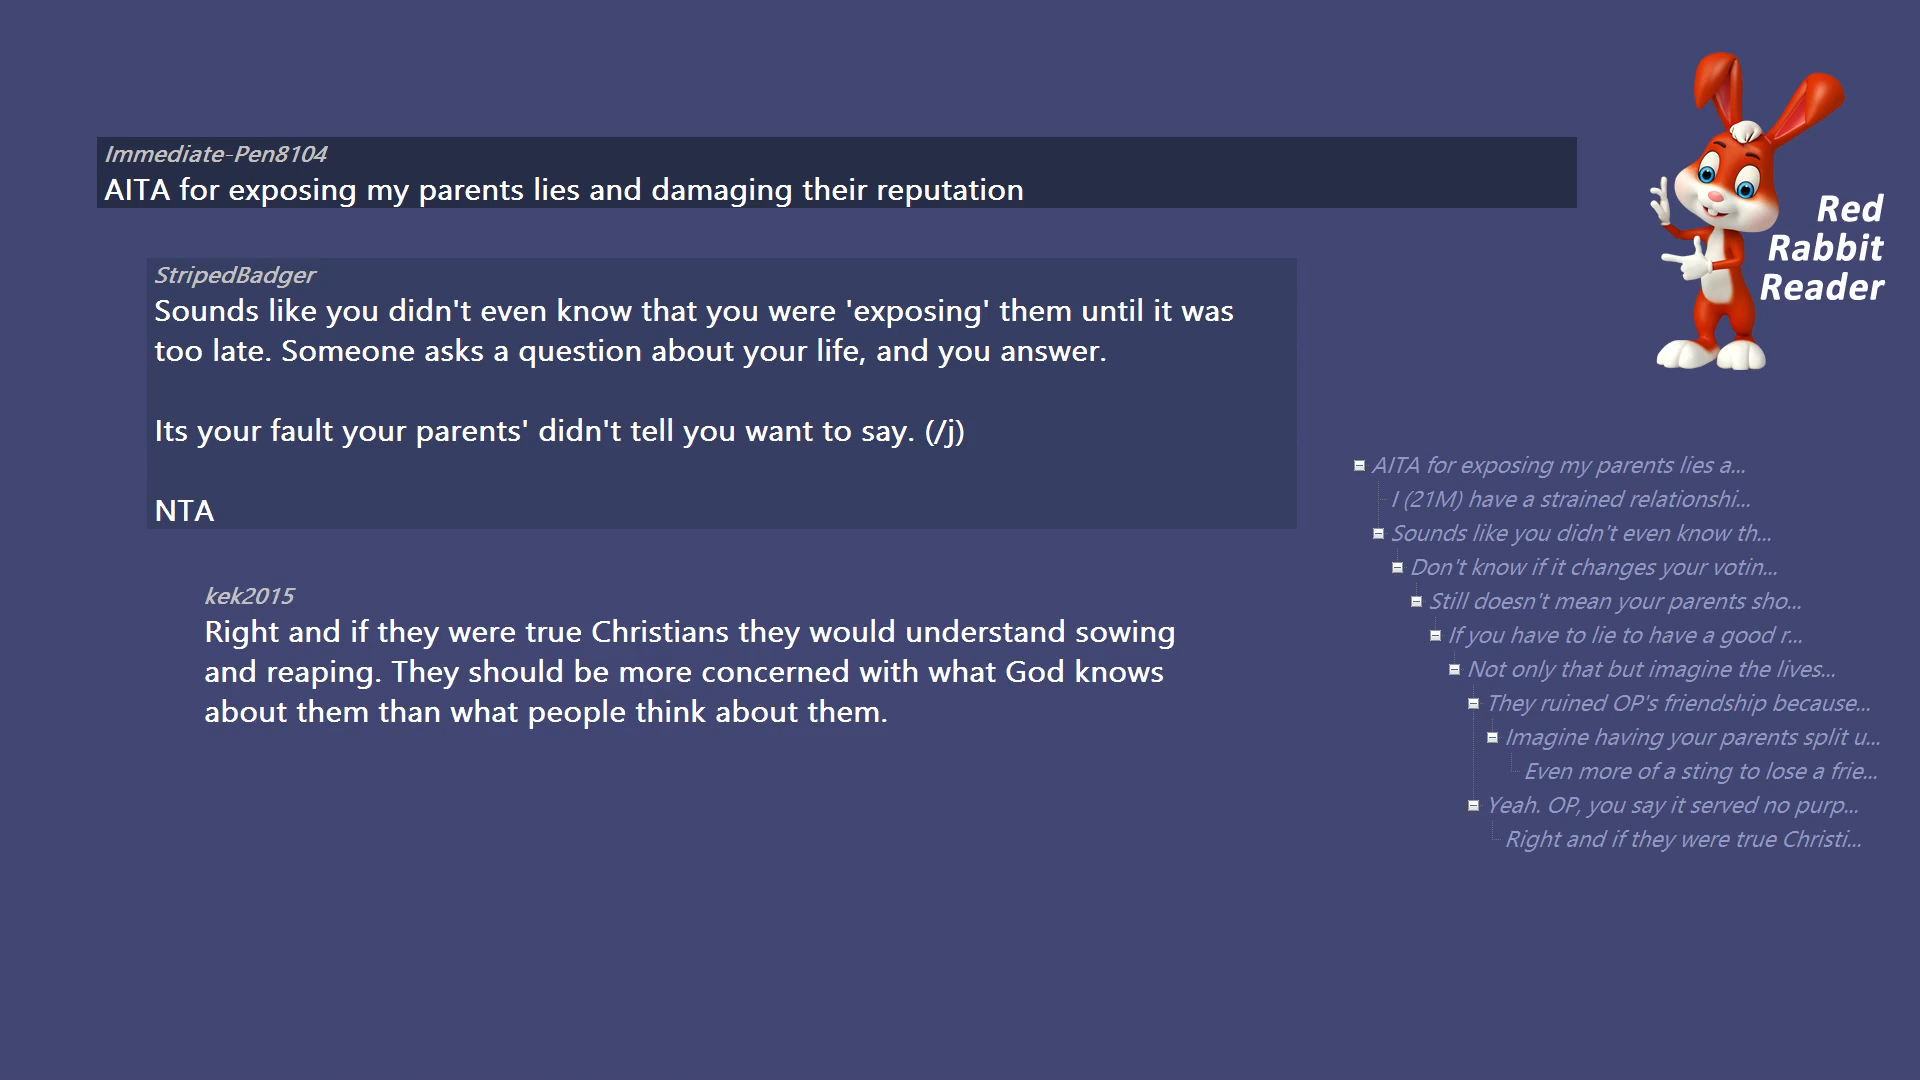 Immediate-Pen8104
AITA for exposing my parents lies and damaging their reputation
StripedBadger
Sounds like you didn't even know that you were 'exposing' them until it was
too late. Someone asks a question about your life, and you answer.
Its your fault your parents' didn't tell you want to say. (/j)
NTA
kek2015
Right and if they were true Christians they would understand sowing
and reaping. They should be more concerned with what God knows
about them than what people think about them.
Red
Rabbit
Reader
AITA for exposing my parents lies a...
I (21M) have a strained relationshi...
Sounds like you didn't even know th...
Don't know if it changes your votin...
Still doesn't mean your parents sho...
If you have to lie to have a good r...
Not only that but imagine the lives...
They ruined OP's friendship because...
Imagine having your parents split u...
Even more of a sting to lose a frie...
Yeah. OP, you say it served no purp...
Right and if they were true Christi...